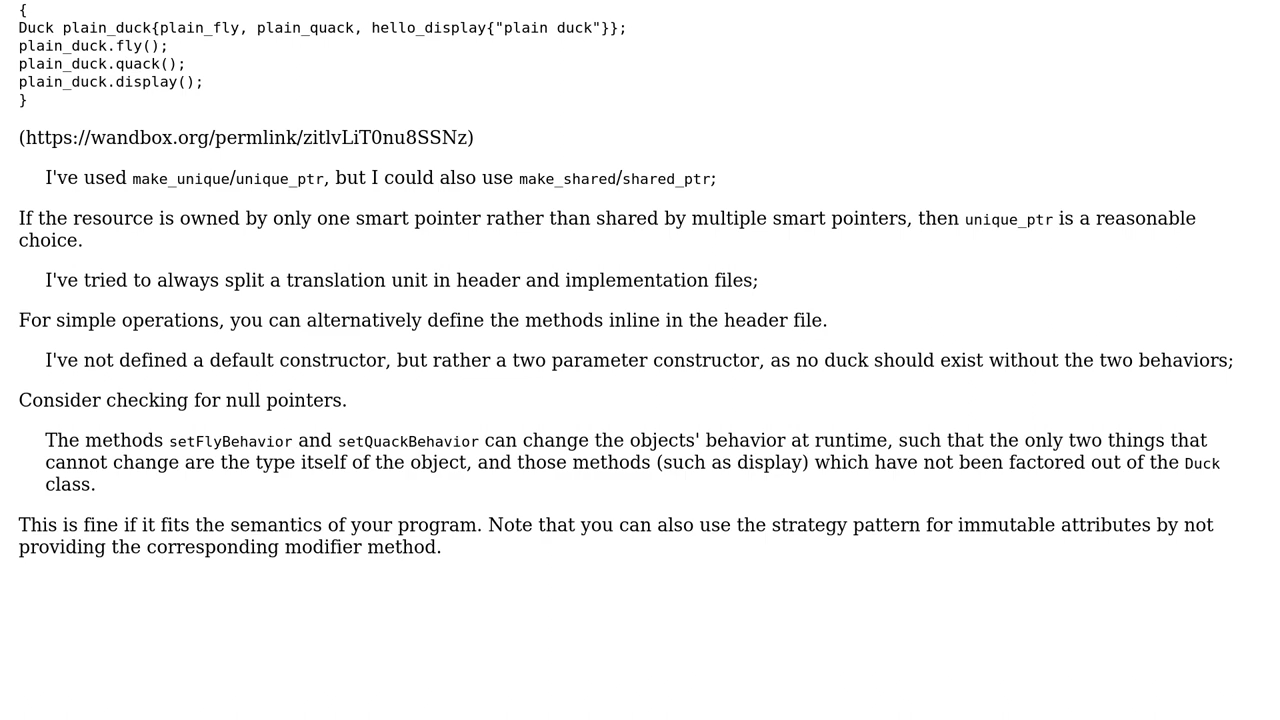 {
Duck plain_duck{plain_fly, plain_quack, hello_display{"plain duck"}};
plain_duck.fly();
plain_duck.quack();
plain_duck.display();
}
(https://wandbox.org/permlink/zitlvLiT0nu8SSNz)
I've used make_unique/unique_ptr, but I could also use make_shared/shared_ptr;
If the resource is owned by only one smart pointer rather than shared by multiple smart pointers, then unique_ptr is a reasonable
choice.
I've tried to always split a translation unit in header and implementation files;
For simple operations, you can alternatively define the methods inline in the header file.
I've not defined a default constructor, but rather a two parameter constructor, as no duck should exist without the two behaviors;
Consider checking for null pointers.
The methods setFlyBehavior and setQuackBehavior can change the objects' behavior at runtime, such that the only two things that
cannot change are the type itself of the object, and those methods (such as display) which have not been factored out of the Duck
class.
This is fine if it fits the semantics of your program. Note that you can also use the strategy pattern for immutable attributes by not
providing the corresponding modifier method.